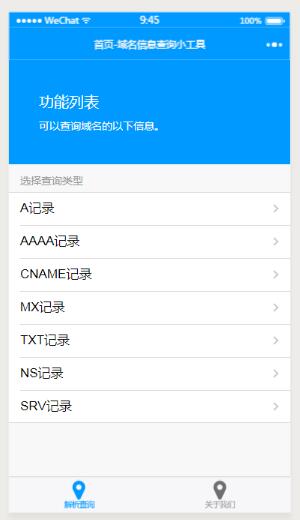 WeChat 9:45 100%
首页-域名信息查询小工具
功能列表
可以查询域名的以下信息。
选择查询类型
A记录
AAAA记录
CNAME记录
MX记录
TXT记录
NS记录
SRV记录
解析查询 关于我们